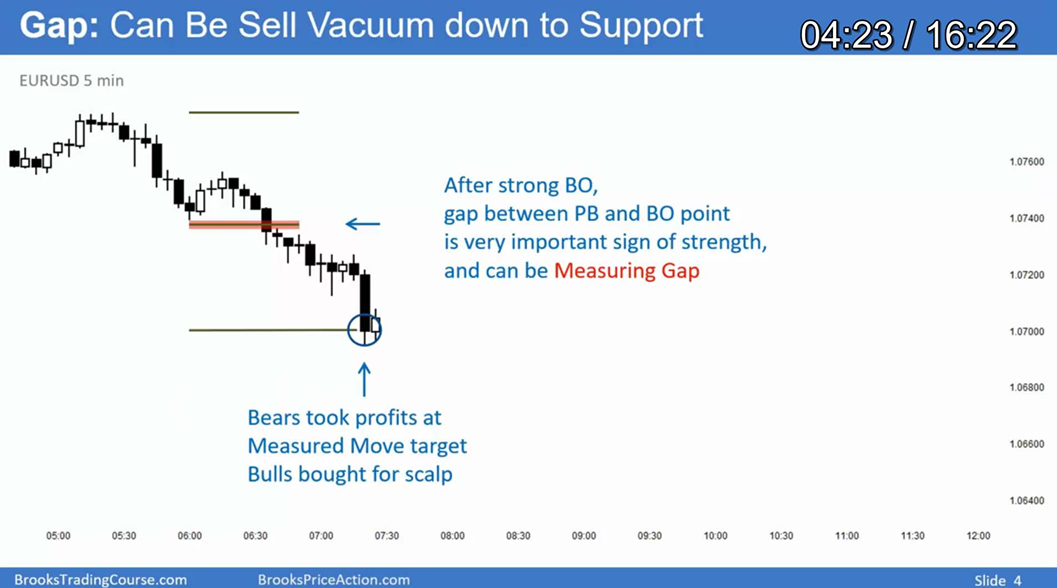 Gap: Can Be Sell Vacuum down to Support
04:23 / 16:22
EURUSD 5 min
After strong BO,
gap between PB and BO point
is very important sign of strength,
and can be Measuring Gap
Bears took profits at
Measured Move target
Bulls bought for scalp
1.07600
1.07400
1.07200
1.07000
1.06800
1.06600
1.06400
05:00 05:30 06:00 06:30 07:00 07:30 08:00 08:30 09:00 09:30 10:00 10:30 11:00 11:30 12:00
BrooksTradingCourse.com BrooksPriceAction.com Slide 4